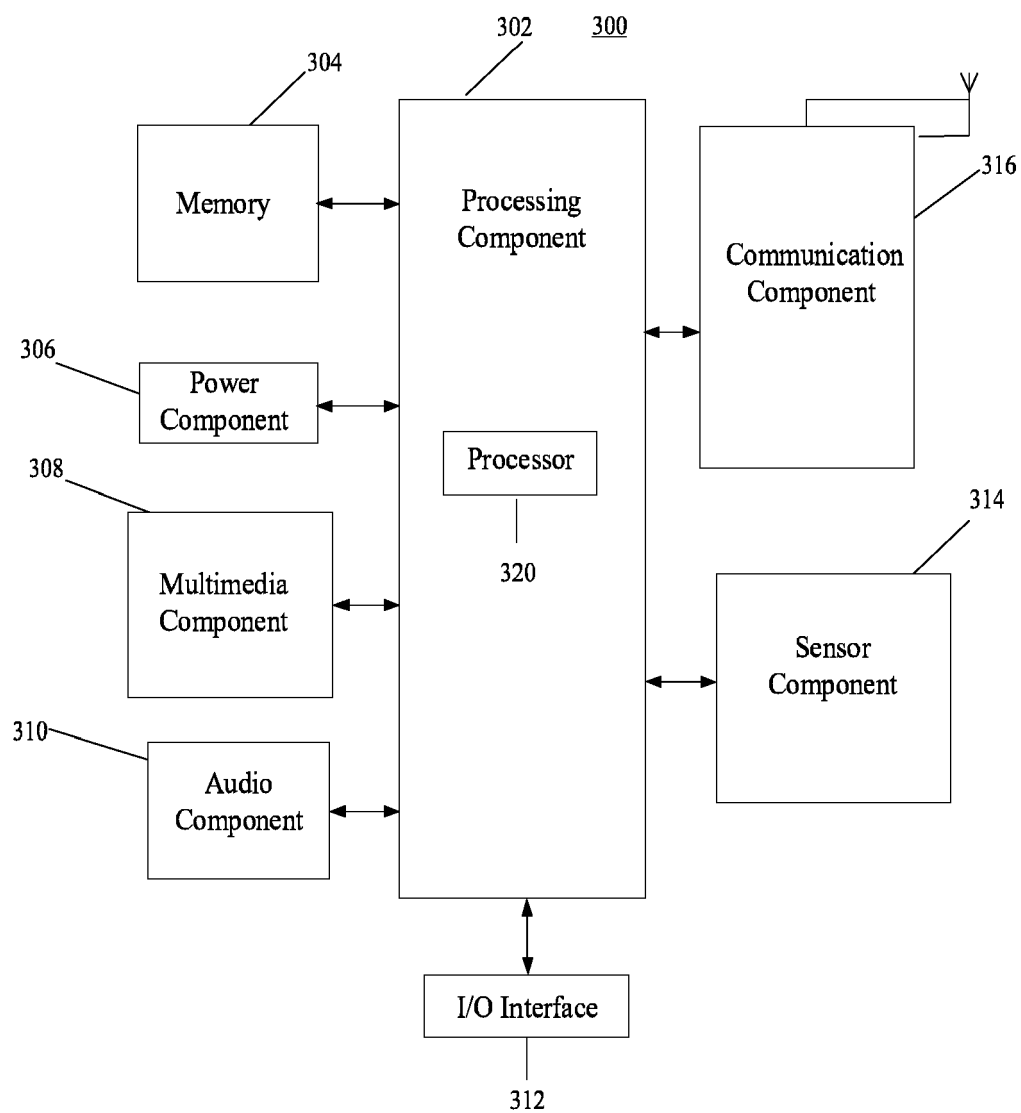 302
300
304
Memory
Processing
Component
316
Communication
Component
306
Power
Component
308
Processor
320
314
Multimedia
Component
Sensor
Component
310
Audio
Component
I/O Interface
312